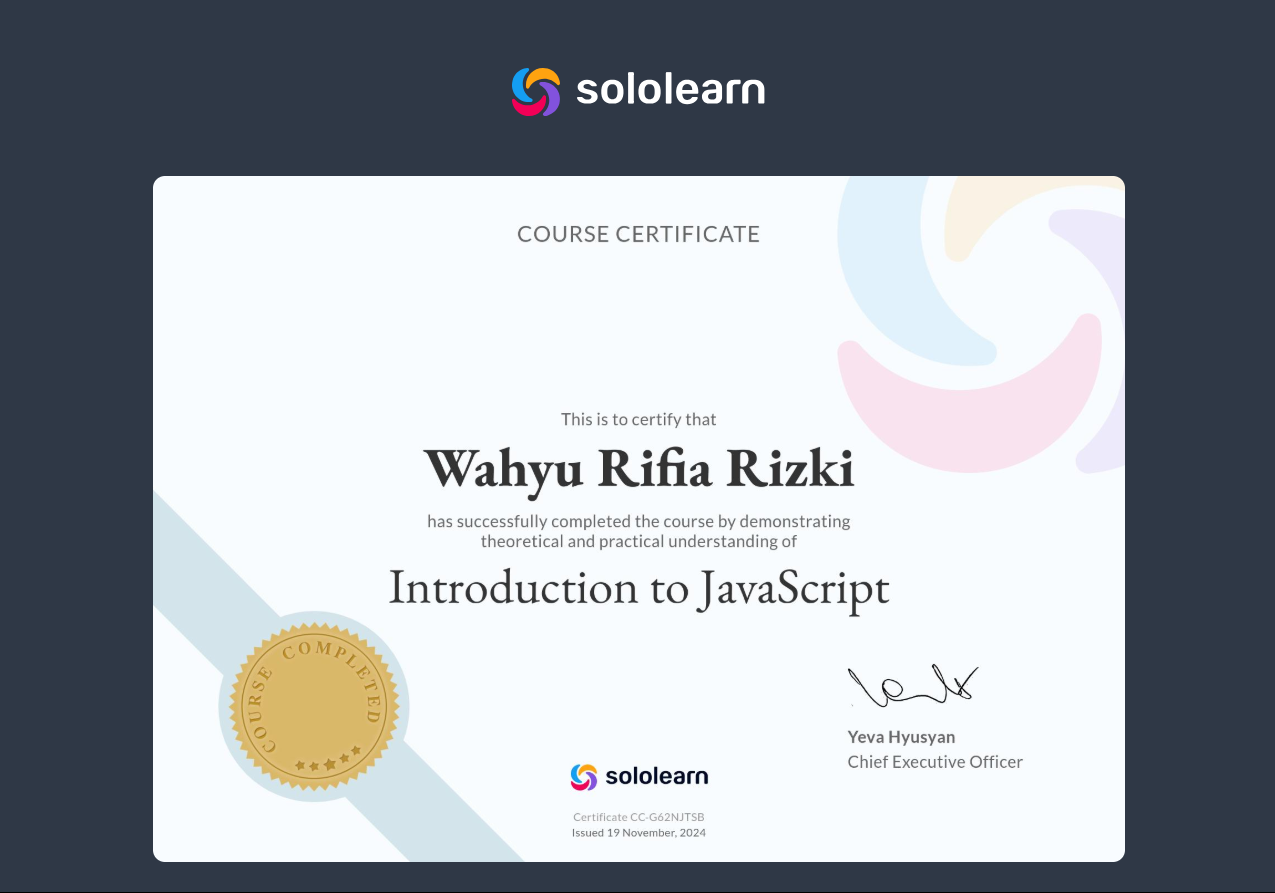 sololearn
COURSE CERTIFICATE
This is to certify that
Wahyu Rifia Rizki
has successfully completed the course by demonstrating
theoretical and practical understanding of
Introduction to JavaScript
COURSE COMPLETED
Yeva Hyusyan
Chief Executive Officer
sololearn
Certificate CC-G62NJTSB
Issued 19 November, 2024